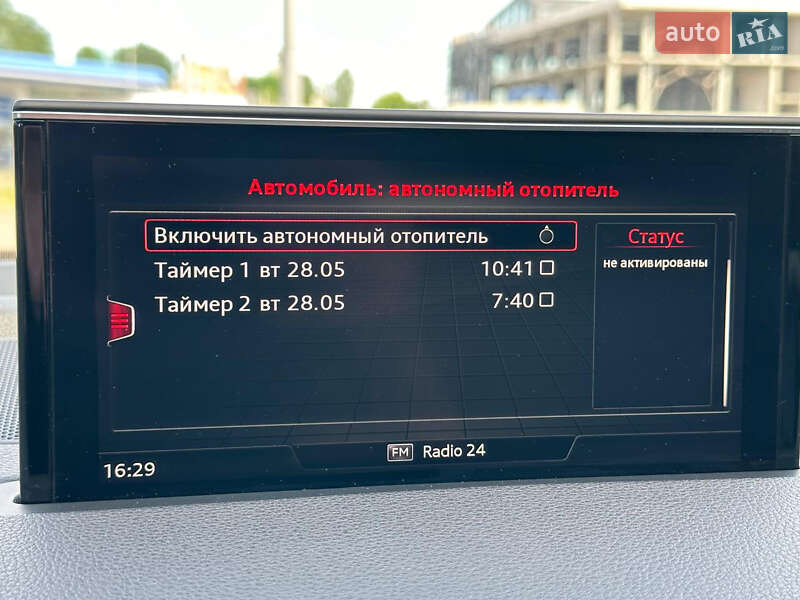 auto RIA .com
Автомобиль: автономный отопитель
Включить автономный отопитель
Таймер 1 вт 28.05 10:41
Таймер 2 вт 28.05 7:40
Статус
не активированы
FM Radio 24
16:29